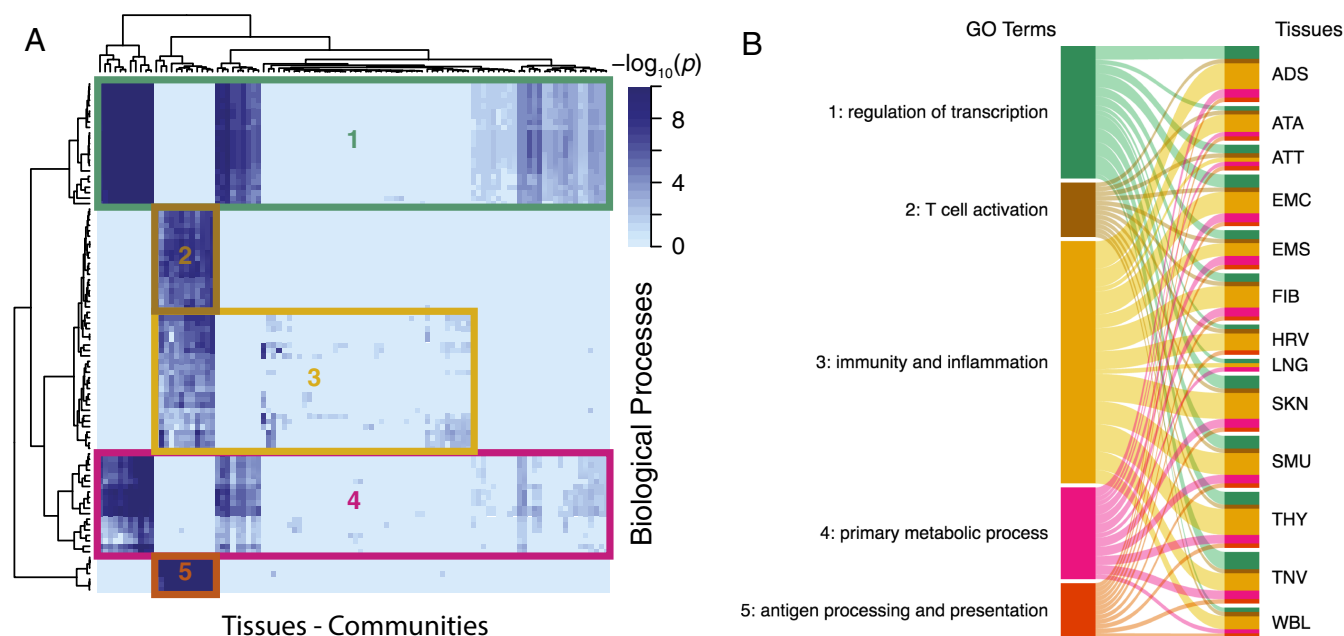 A
−log₁₀(p)
8
4
0
1
2
3
4
5
Biological Processes
Tissues - Communities
B
GO Terms
Tissues
1: regulation of transcription
2: T cell activation
3: immunity and inflammation
4: primary metabolic process
5: antigen processing and presentation
ADS
ATA
ATT
EMC
EMS
FIB
HRV
LNG
SKN
SMU
THY
TNV
WBL